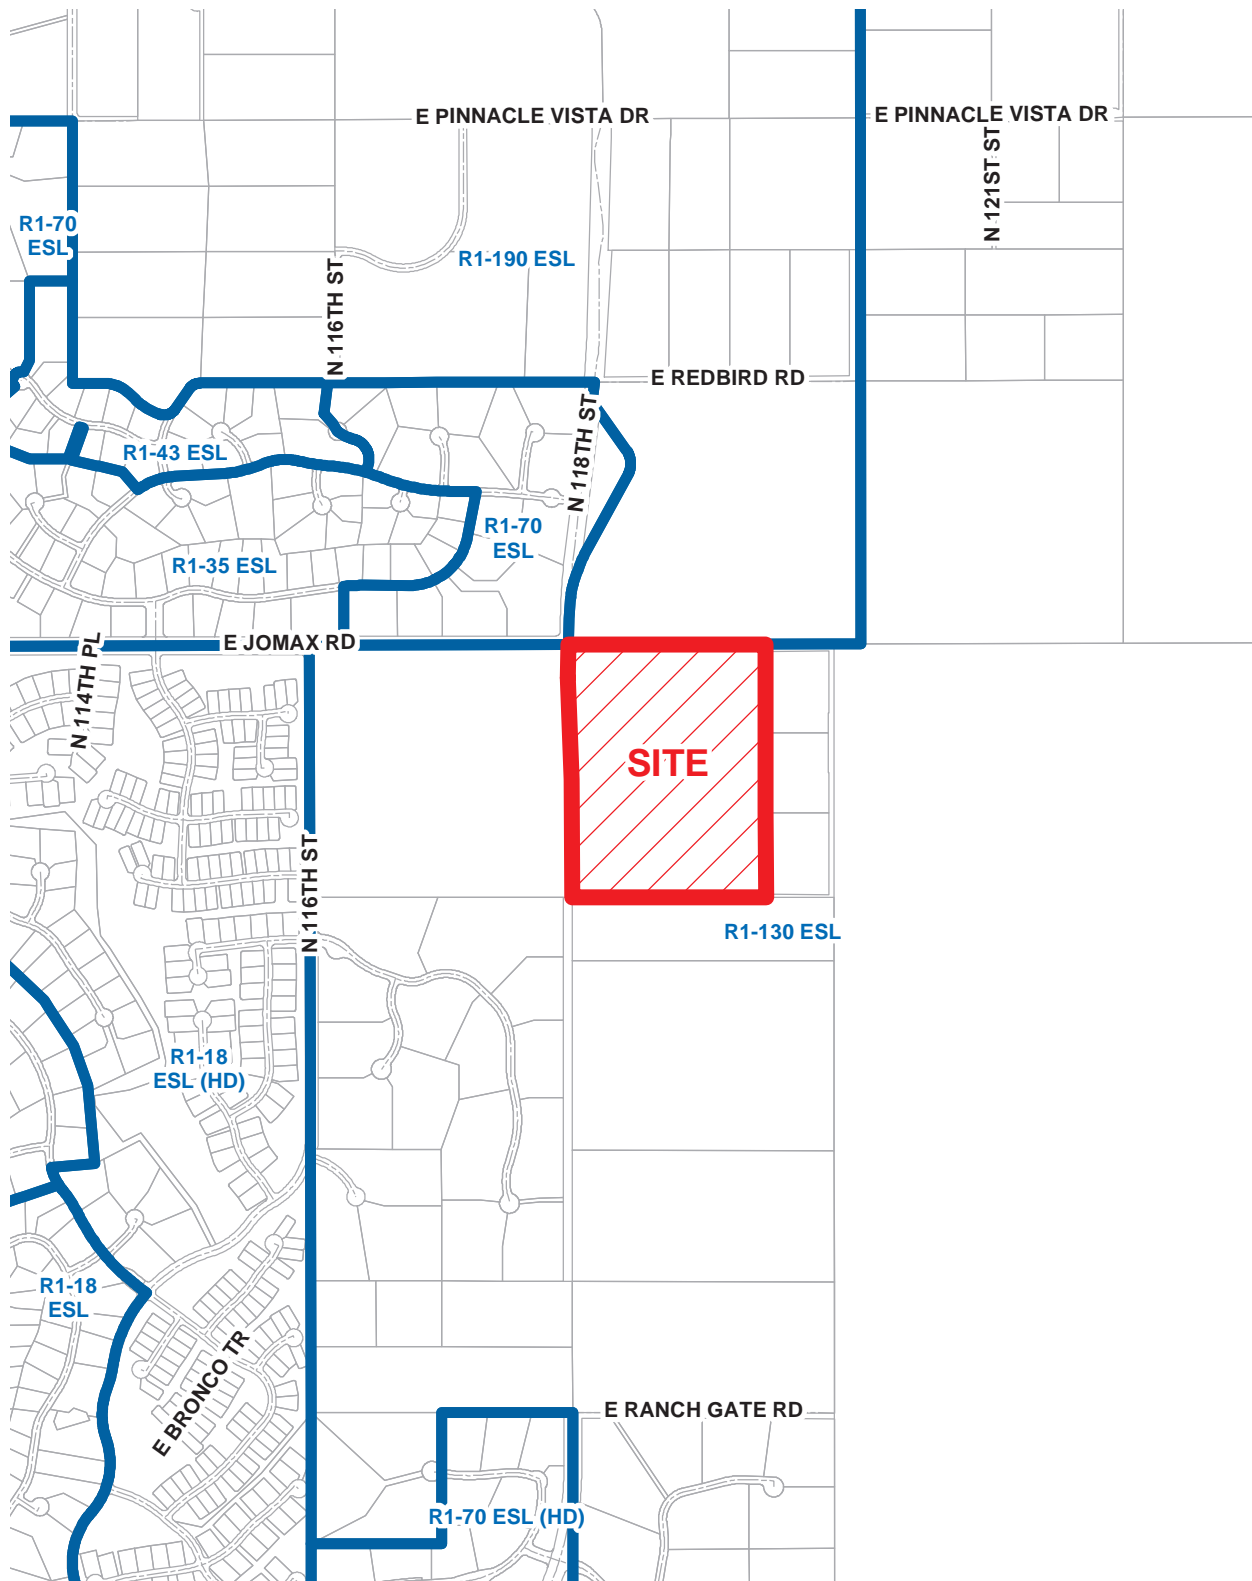 E PINNACLE VISTA DR
E PINNACLE VISTA DR
N 121ST ST
R1-70
ESL
R1-190 ESL
N 116TH ST
E REDBIRD RD
N 118TH ST
R1-43 ESL
R1-70
ESL
R1-35 ESL
E JOMAX RD
N 114TH PL
SITE
N 116TH ST
R1-130 ESL
R1-18
ESL (HD)
R1-18
ESL
E BRONCO TR
E RANCH GATE RD
R1-70 ESL (HD)